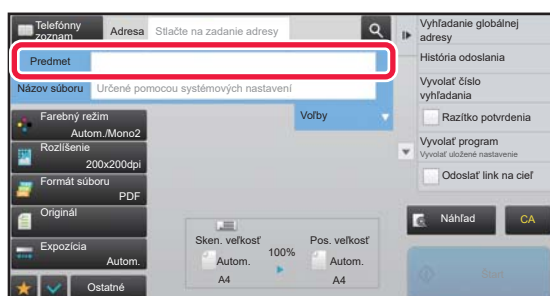 Telefónny
zoznam
Adresa
Stlačte na zadanie adresy
Predmet
Názov súboru
Určené pomocou systémových nastavení
Farebný režim
Autom./Mono2
Rozlíšenie
200x200dpi
Formát súboru
PDF
Originál
Expozícia
Autom.
Ostatné
Voľby
Sken. veľkosť
Autom.
A4
100%
Pos. veľkosť
Autom.
A4
Vyhľadanie globálnej
adresy
História odoslania
Vyvolať číslo
vyhľadania
Razítko potvrdenia
Vyvolať program
Vyvolať uložené nastavenie
Odoslať link na cieľ
Náhľad
CA
Štart